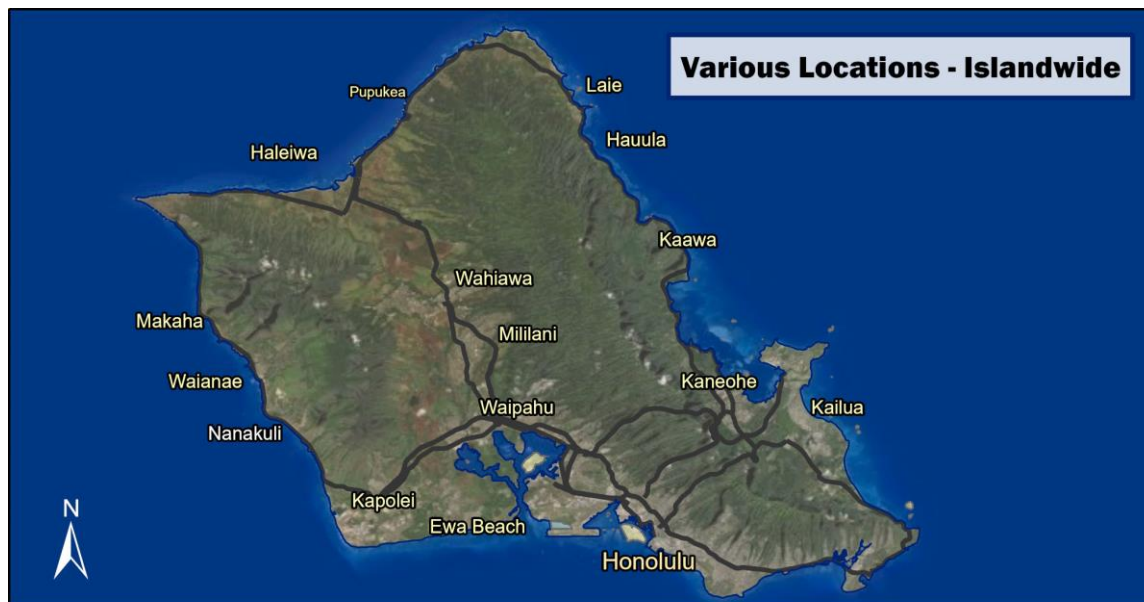 Various Locations - Islandwide
Pupukea
Laie
Hauula
Haleiwa
Kaawa
Wahiawa
Makaha
Mililani
Waianae
Kaneohe
Waipahu
Kailua
Nanakuli
Kapolei
Ewa Beach
Honolulu
N